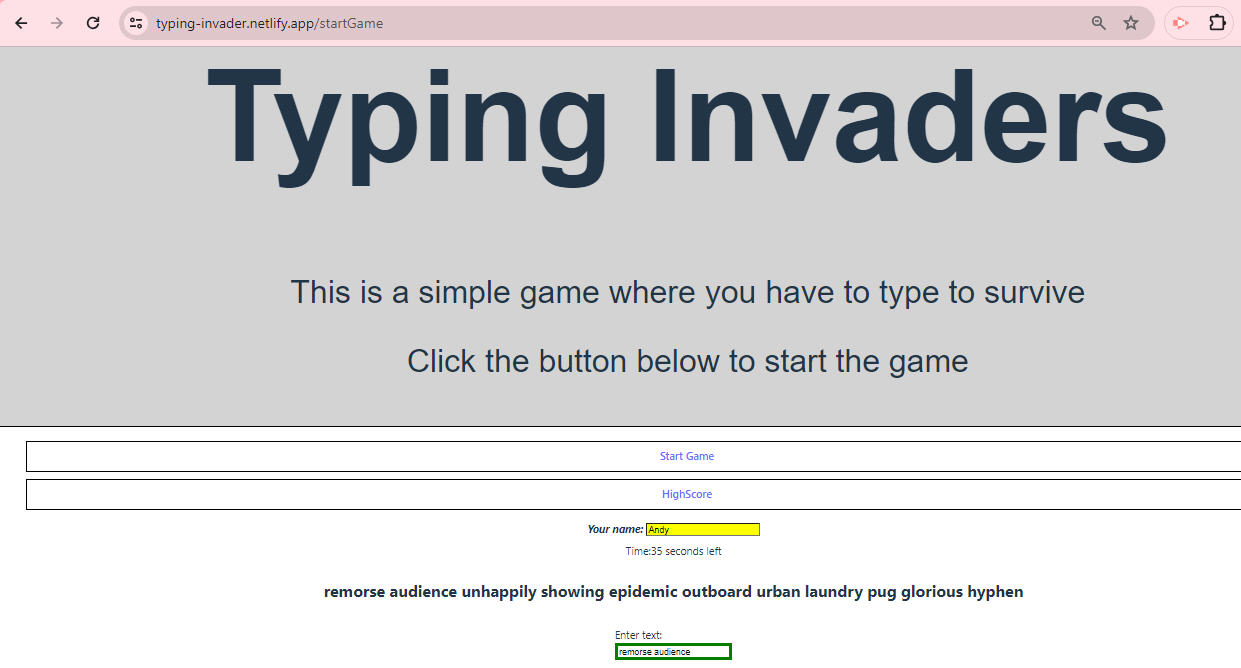 typing-invader.netlify.app/startGame
Typing Invaders
This is a simple game where you have to type to survive
Click the button below to start the game
Start Game
HighScore
Your name: Andy
Time:35 seconds left
remorse audience unhappily showing epidemic outboard urban laundry pug glorious hyphen
Enter text:
remorse audience